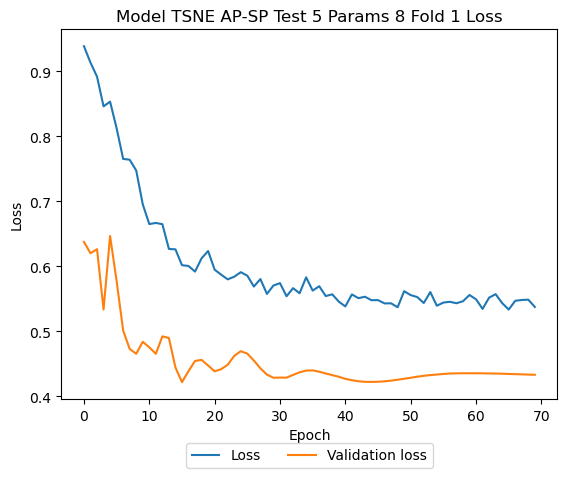 Model TSNE AP-SP Test 5 Params 8 Fold 1 Loss
0.9
0.8
0.7
0.6
0.5
0.4
Loss
0 10 20 30 40 50 60 70
Epoch
Loss Validation loss